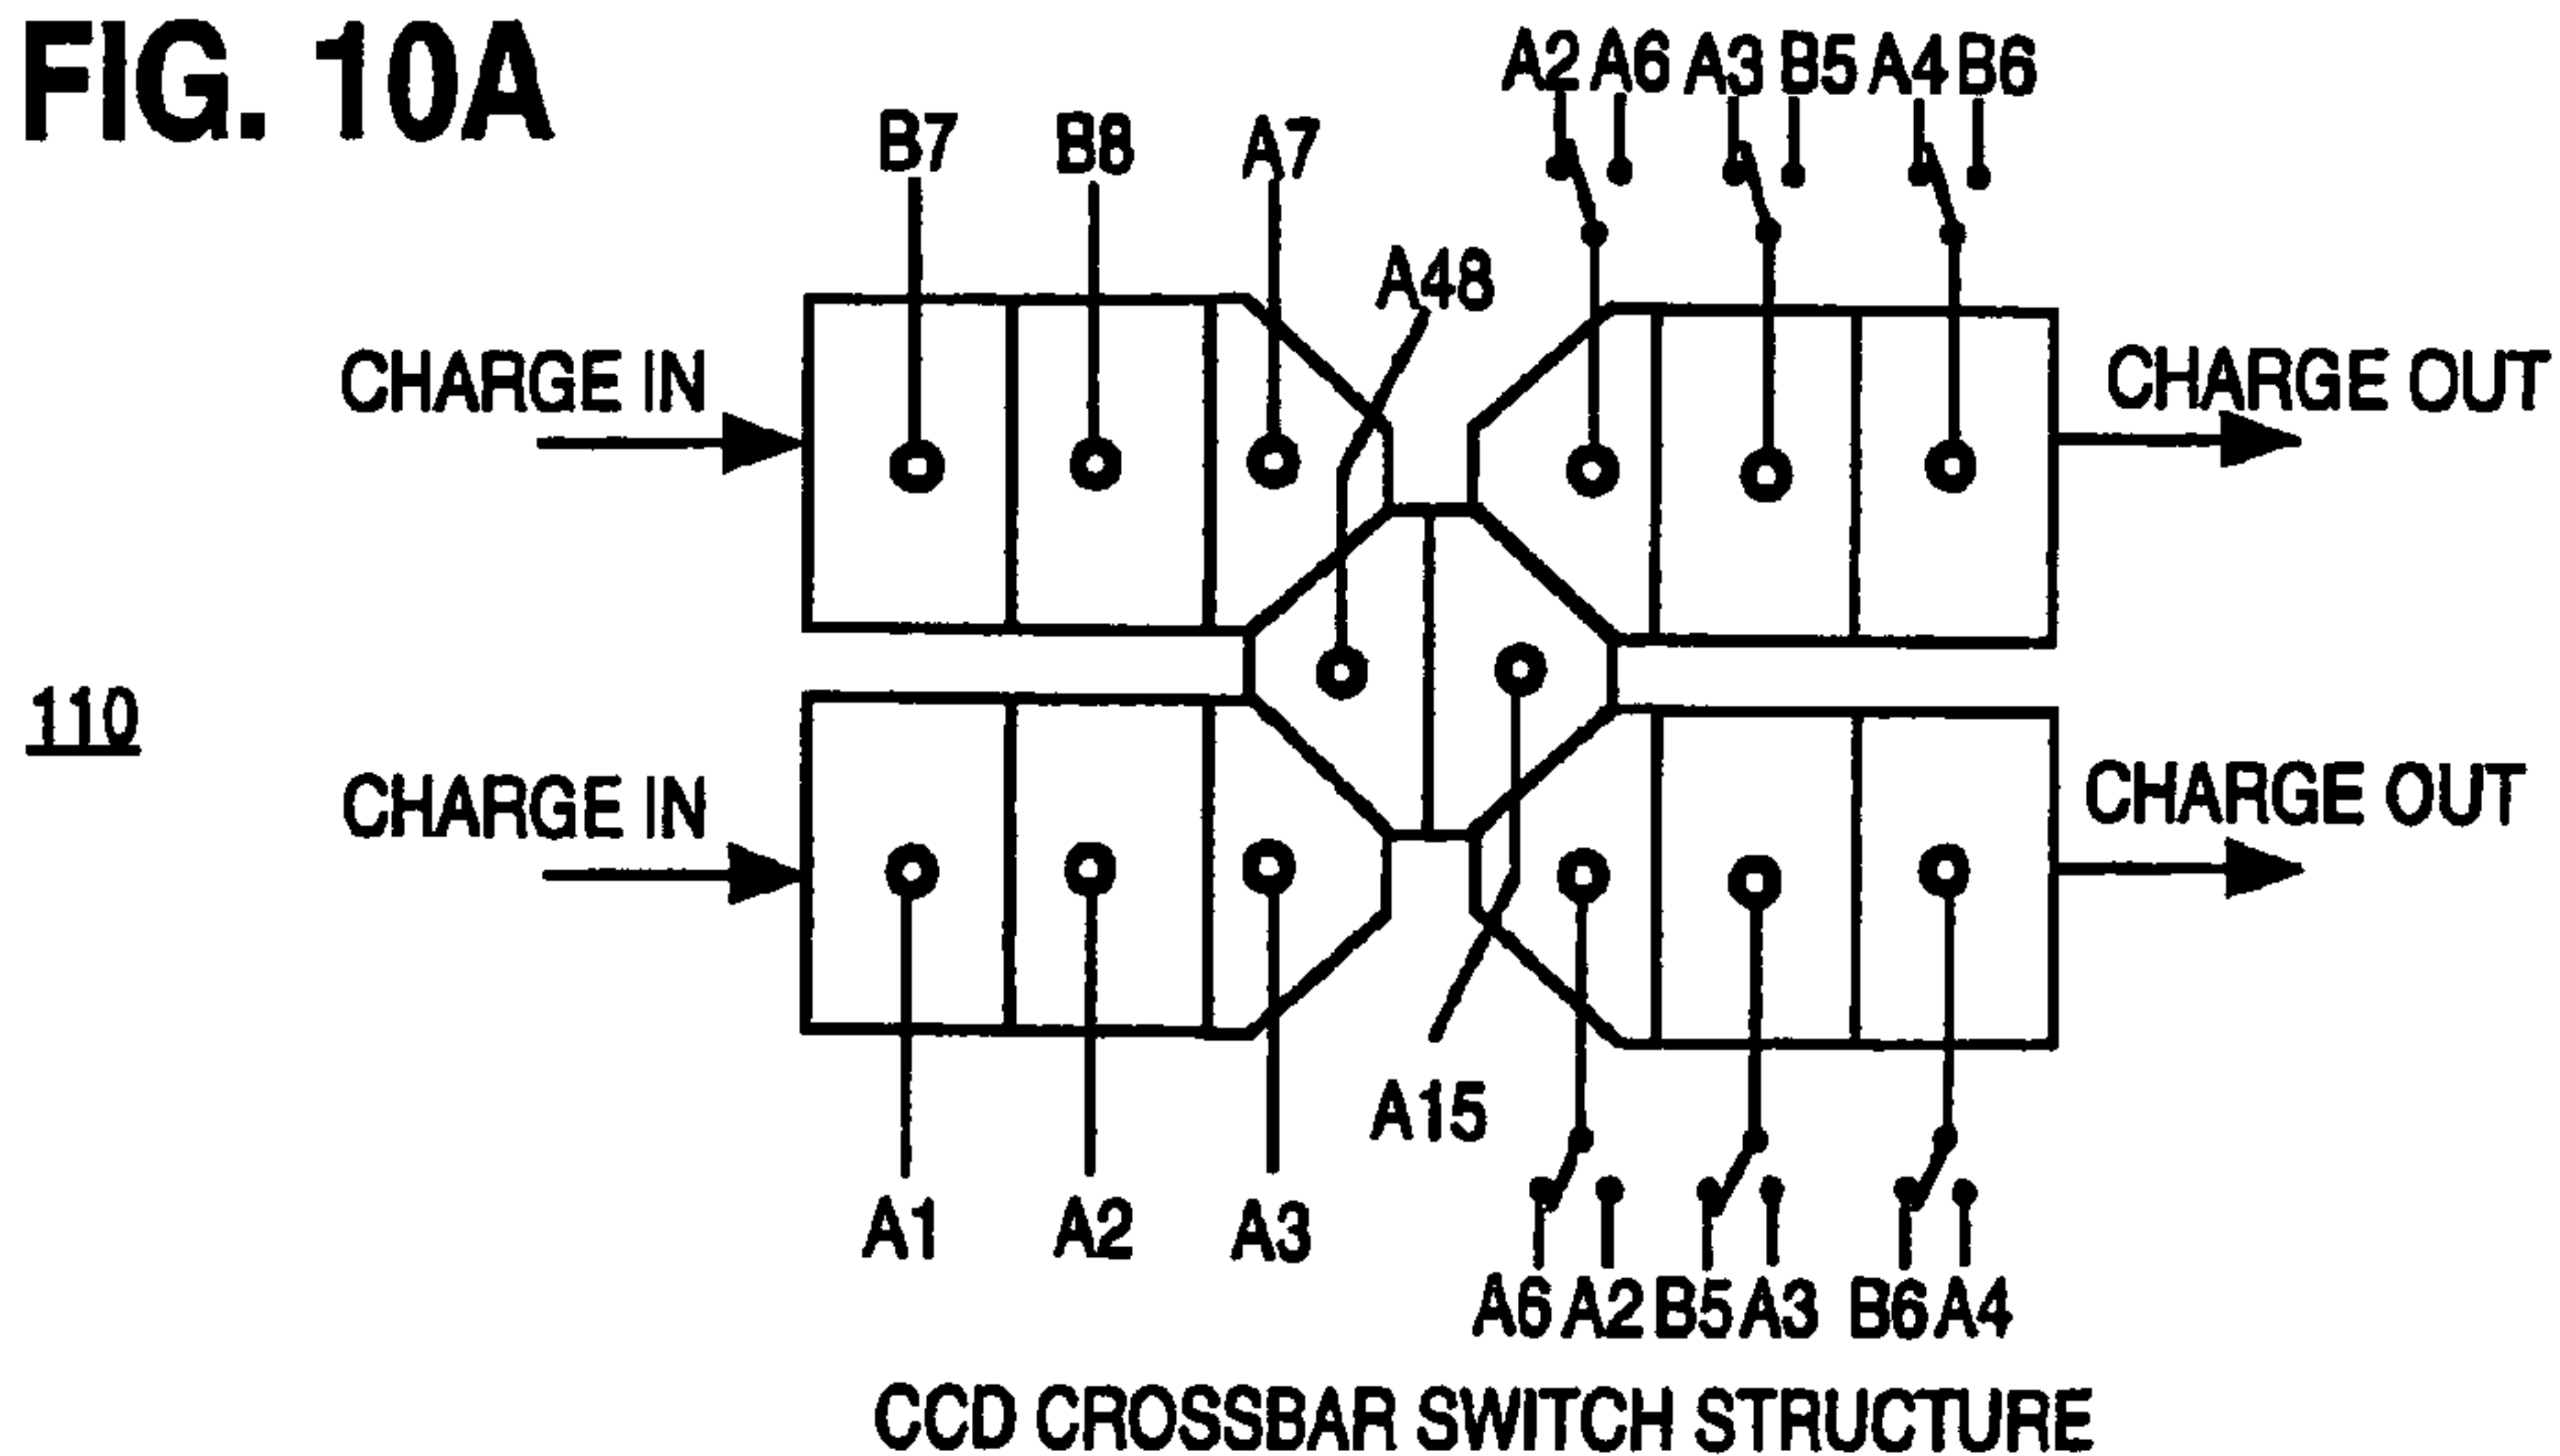 FIG. 10A
A2 A6 A3 B5 A4 B6
B7 B8 A7
A48
CHARGE IN
CHARGE OUT
110
CHARGE IN
CHARGE OUT
A15
A1 A2 A3
A6 A2 B5 A3 B6 A4
CCD CROSSBAR SWITCH STRUCTURE